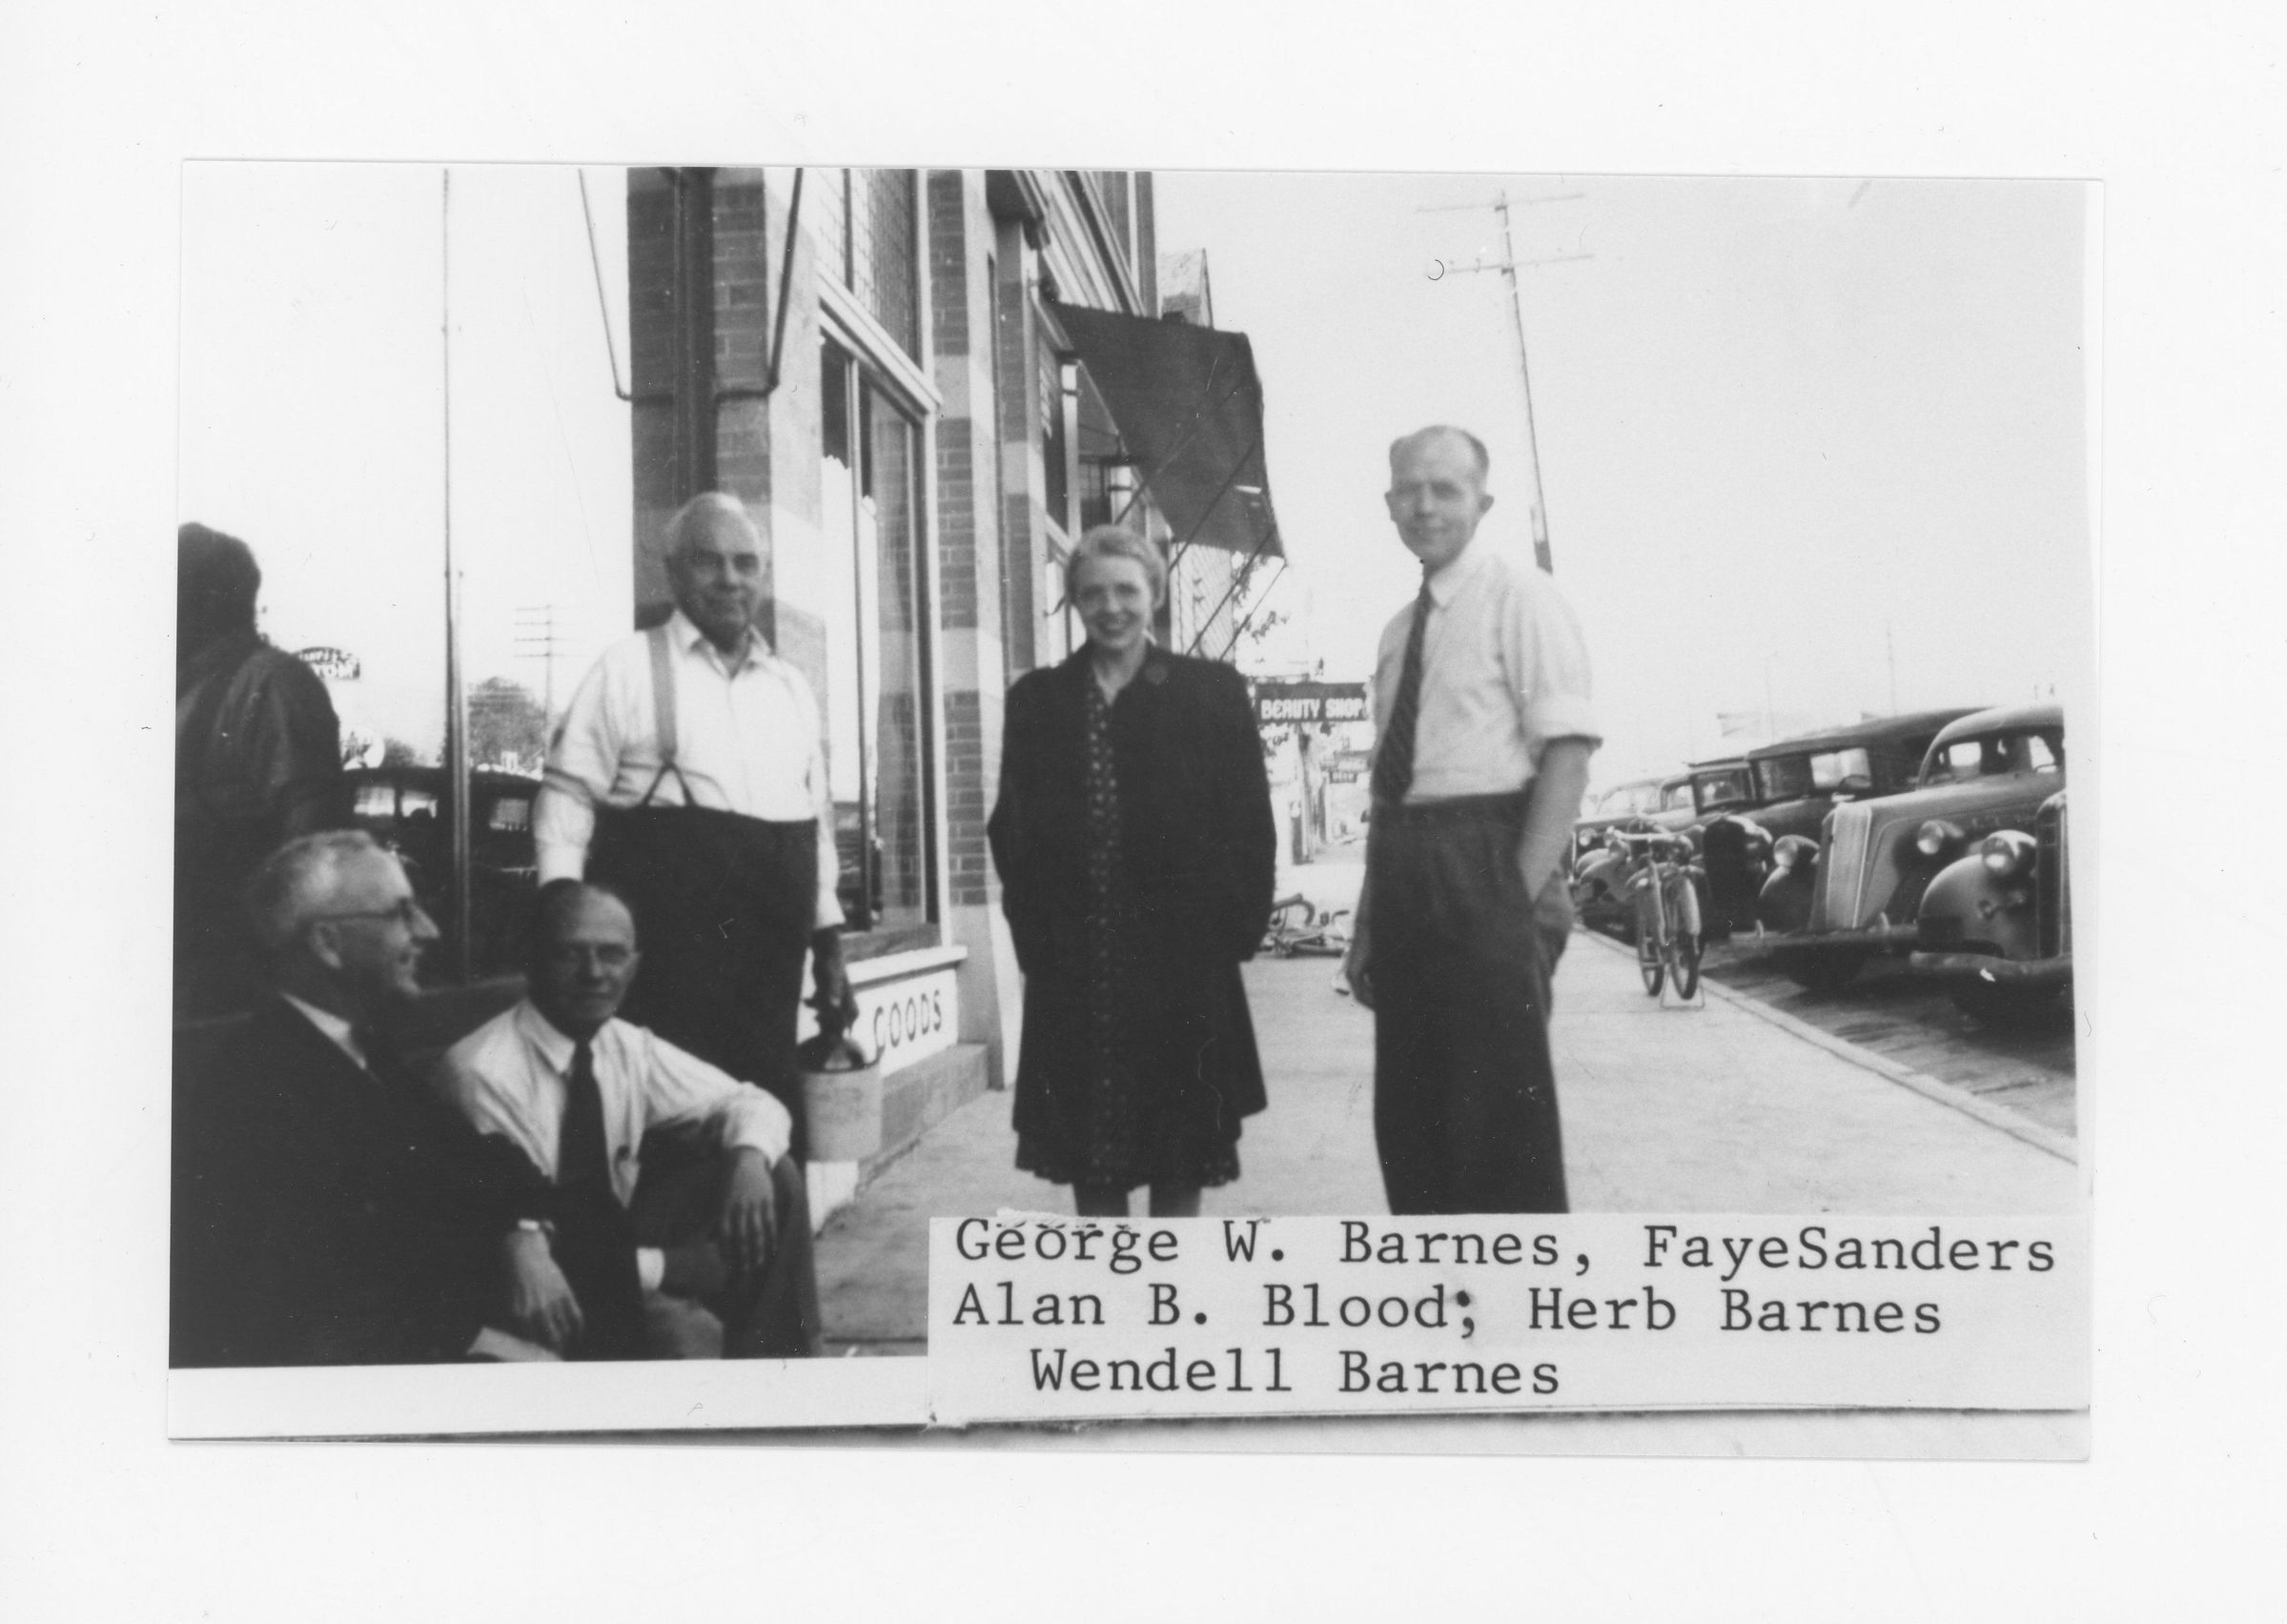 BEAUTY SHOP
GOODS
George W. Barnes, FayeSanders
Alan B. Blood; Herb Barnes
Wendell Barnes